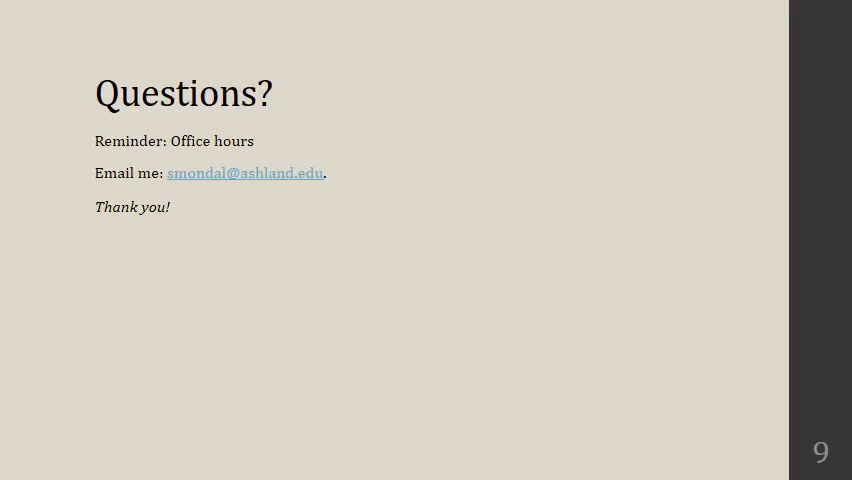 Questions?
Reminder: Office hours
Email me: smondal@ashland.edu.
Thank you!
9